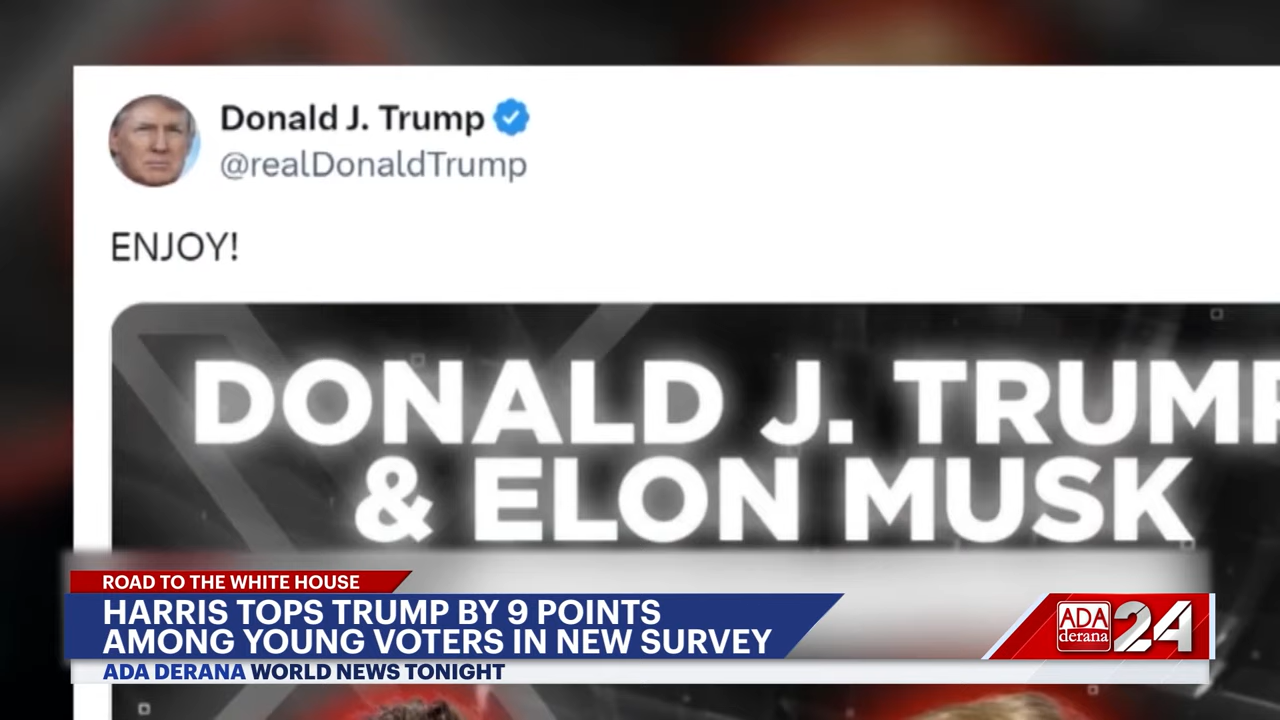 Donald J. Trump
@realDonaldTrump
ENJOY!
DONALD J. TRUMP
& ELON MUSK
ROAD TO THE WHITE HOUSE
HARRIS TOPS TRUMP BY 9 POINTS
AMONG YOUNG VOTERS IN NEW SURVEY
ADA DERANA WORLD NEWS TONIGHT
ADA
derana
24